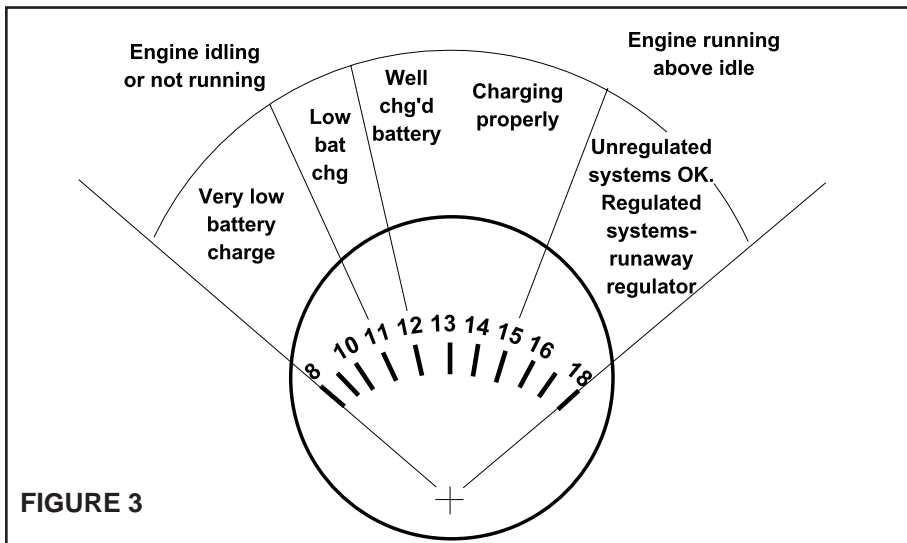 Engine idling
or not running
Engine running
above idle
Very low
battery
charge
Low
bat
chg
Well
chg'd
battery
Charging
properly
Unregulated
systems OK.
Regulated
systems-
runaway
regulator
8 10 11 12 13 14 15 16 18
FIGURE 3